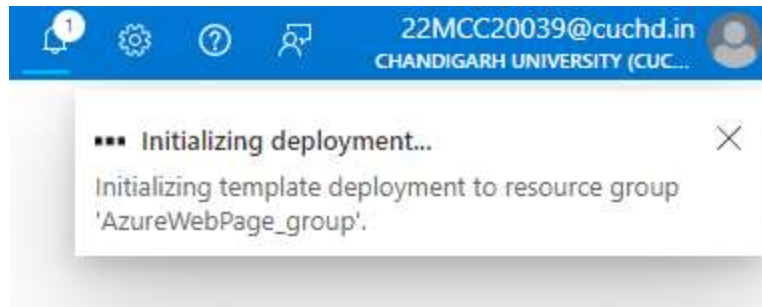 1
22MCC20039@cuchd.in
CHANDIGARH UNIVERSITY (CUC...
Initializing deployment...
Initializing template deployment to resource group
'AzureWebPage_group'.